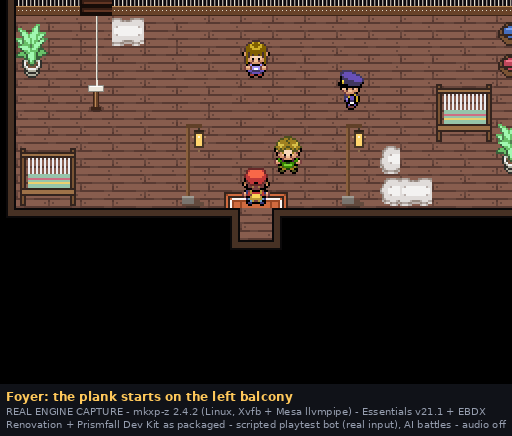 Foyer: the plank starts on the left balcony
REAL ENGINE CAPTURE - mkxp-z 2.4.2 (Linux, Xvfb + Mesa llvmpipe) - Essentials v21.1 + EBDX
Renovation + Prismfall Dev Kit as packaged - scripted playtest bot (real input), AI battles - audio off